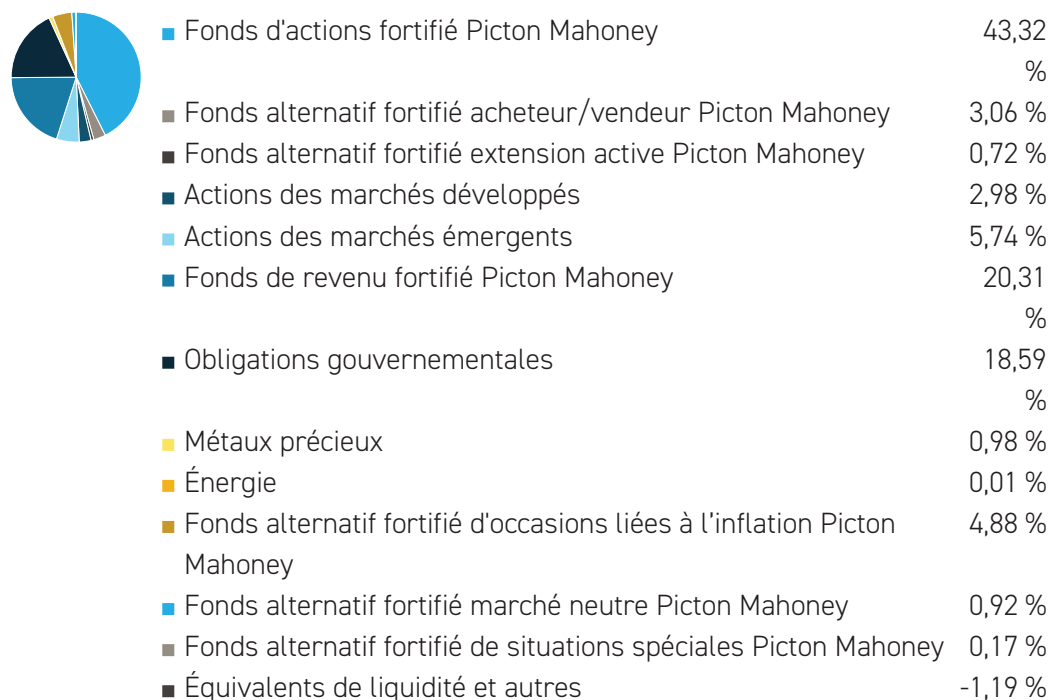 Fonds d'actions fortifié Picton Mahoney 43,32
%
Fonds alternatif fortifié acheteur/vendeur Picton Mahoney 3,06 %
Fonds alternatif fortifié extension active Picton Mahoney 0,72 %
Actions des marchés développés 2,98 %
Actions des marchés émergents 5,74 %
Fonds de revenu fortifié Picton Mahoney 20,31
%
Obligations gouvernementales 18,59
%
Métaux précieux 0,98 %
Énergie 0,01 %
Fonds alternatif fortifié d'occasions liées à l’inflation Picton 4,88 %
Mahoney
Fonds alternatif fortifié marché neutre Picton Mahoney 0,92 %
Fonds alternatif fortifié de situations spéciales Picton Mahoney 0,17 %
Équivalents de liquidité et autres -1,19 %